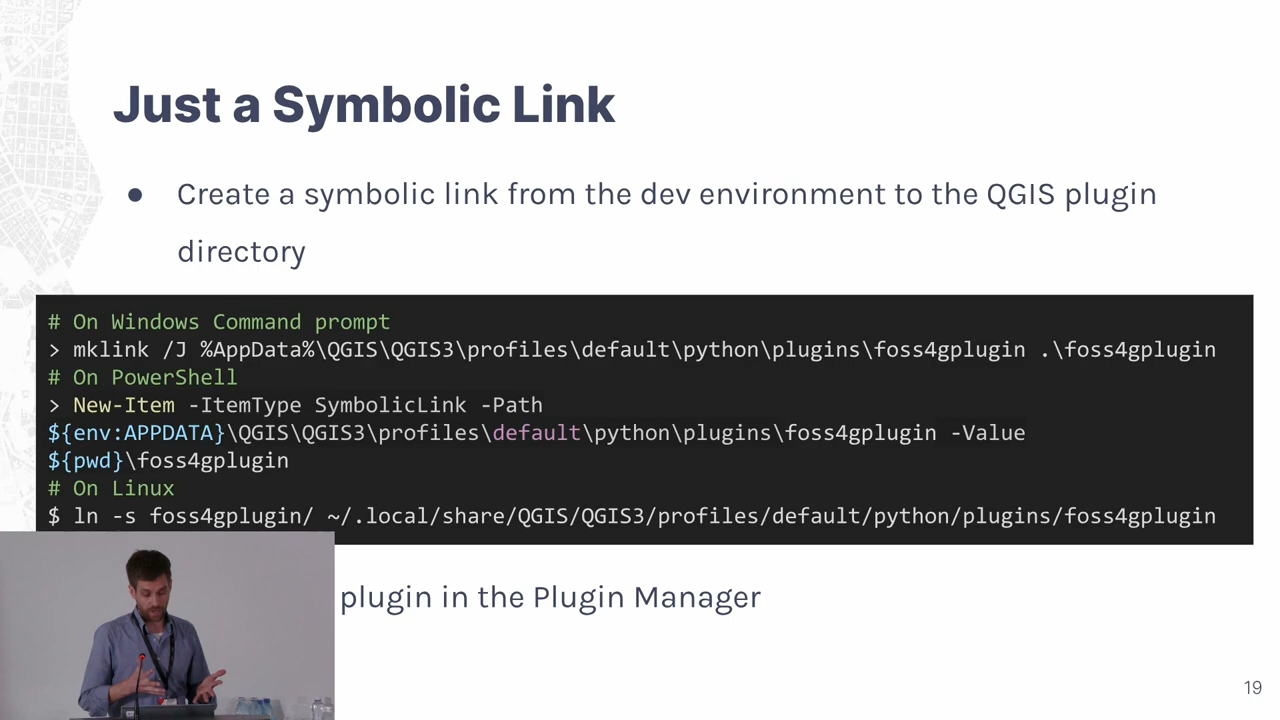 Just a Symbolic Link
● Create a symbolic link from the dev environment to the QGIS plugin
directory
# On Windows Command prompt
> mklink /J %AppData%\QGIS\QGIS3\profiles\default\python\plugins\foss4gplugin .\foss4gplugin
# On PowerShell
> New-Item -ItemType SymbolicLink -Path
${env:APPDATA}\QGIS\QGIS3\profiles\default\python\plugins\foss4gplugin -Value
${pwd}\foss4gplugin
# On Linux
$ ln -s foss4gplugin/ ~/.local/share/QGIS/QGIS3/profiles/default/python/plugins/foss4gplugin
plugin in the Plugin Manager
19